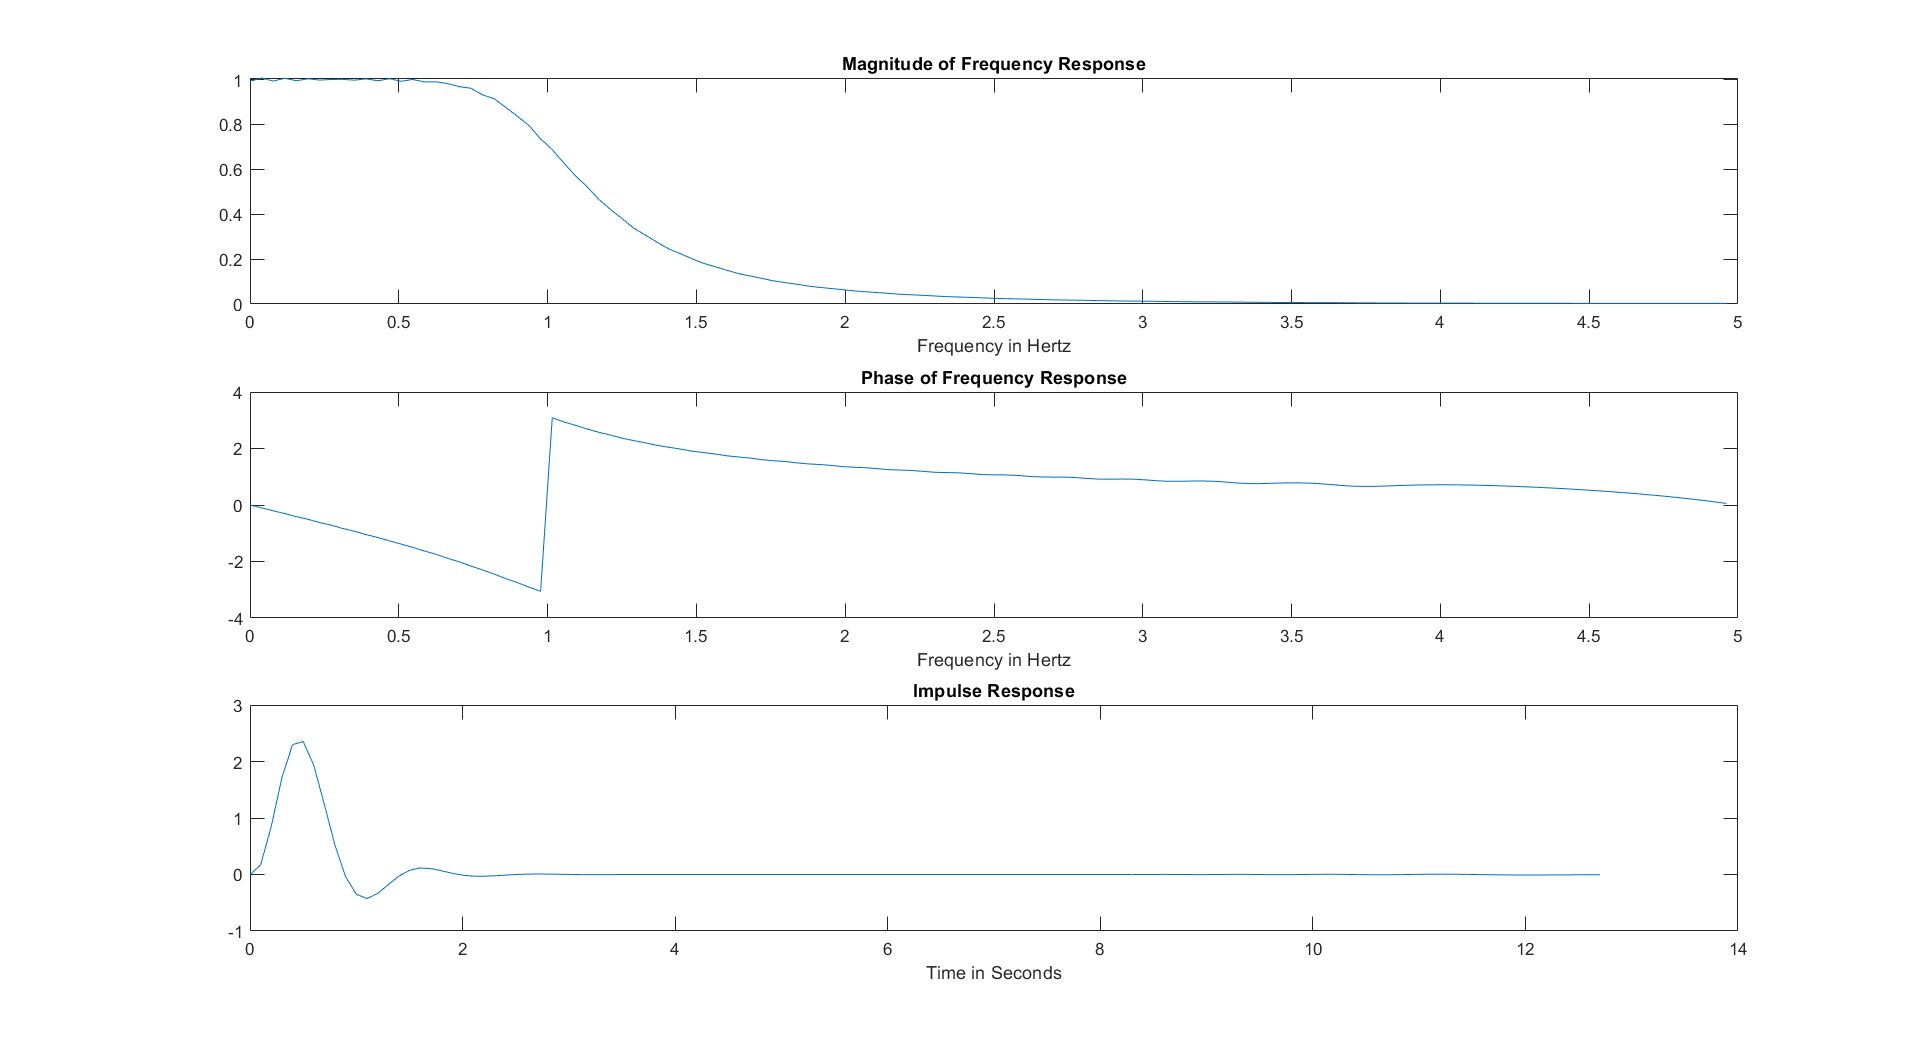 Magnitude of Frequency Response
1
0.8
0.6
0.4
0.2
0
0 0.5 1 1.5 2 2.5 3 3.5 4 4.5 5
Frequency in Hertz
Phase of Frequency Response
4
2
0
-2
-4
0 0.5 1 1.5 2 2.5 3 3.5 4 4.5 5
Frequency in Hertz
Impulse Response
3
2
1
0
-1
0 2 4 6 8 10 12 14
Time in Seconds